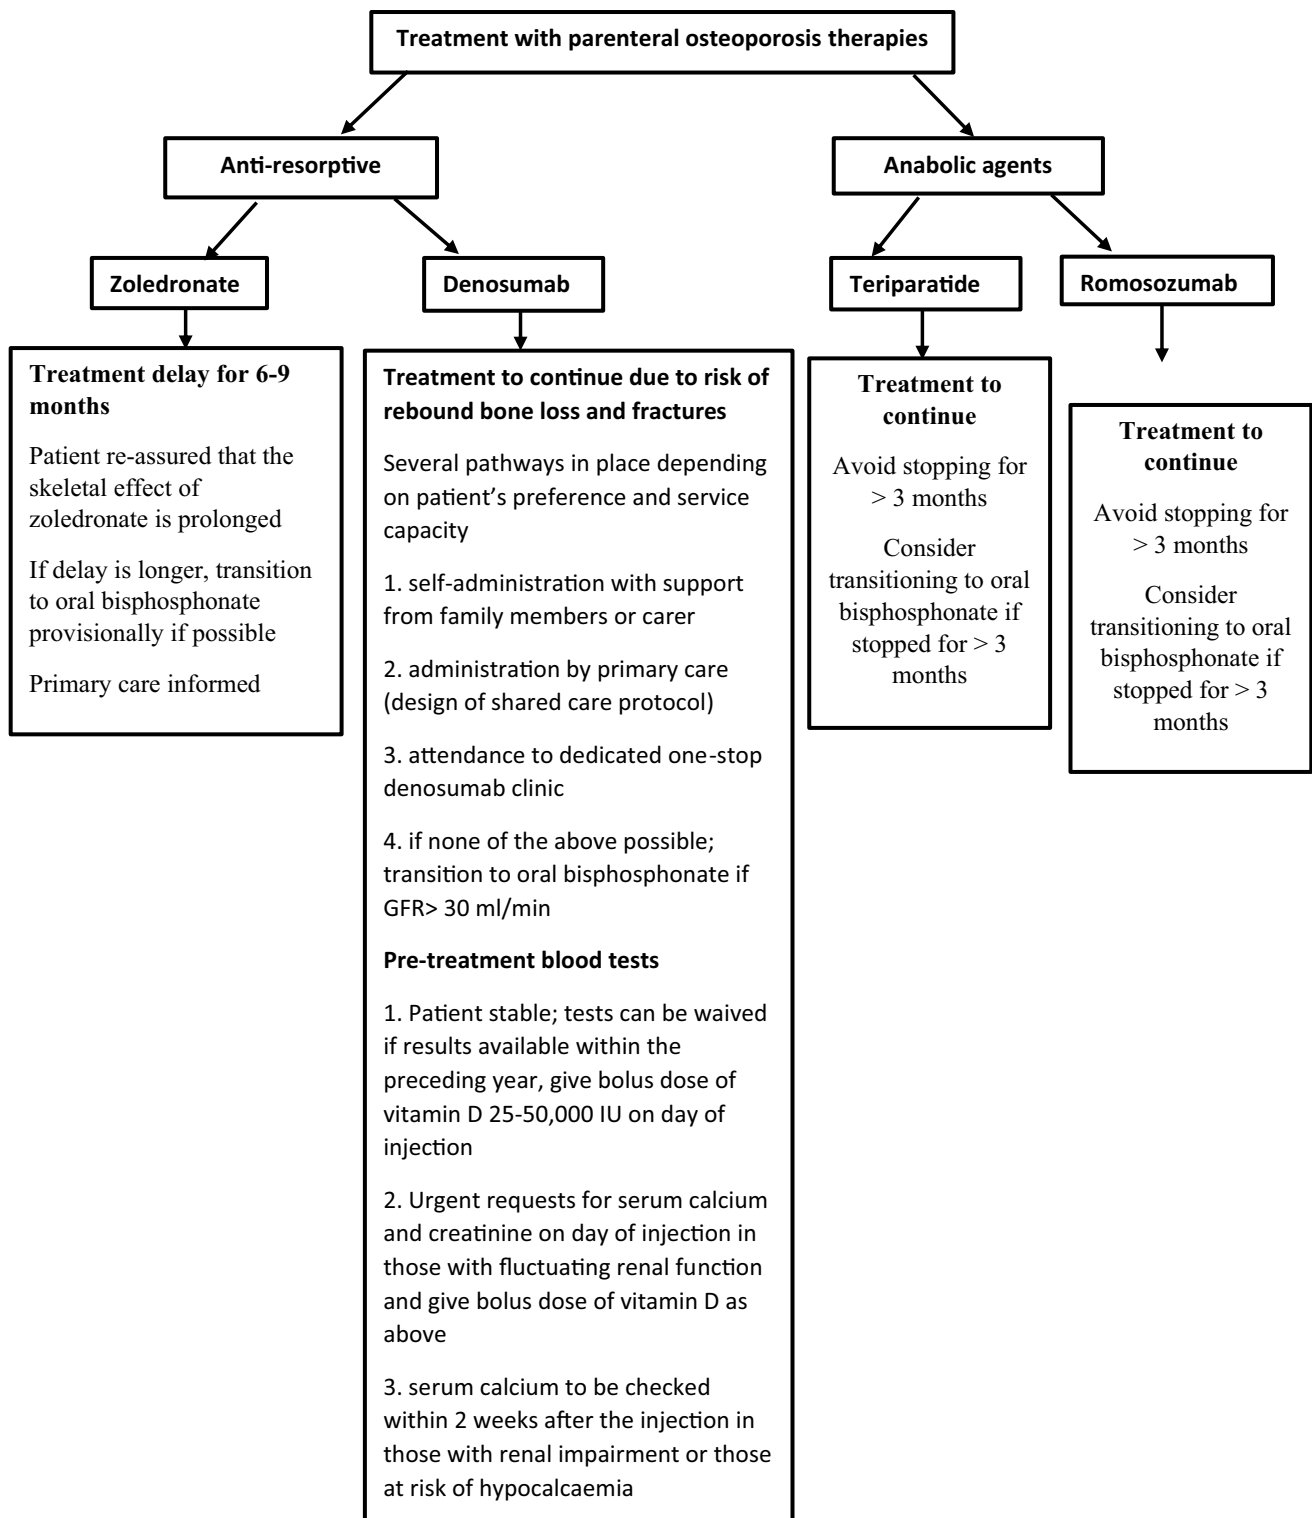 Treatment with parenteral osteoporosis therapies
Anti-resorptive
Anabolic agents
Zoledronate
Denosumab
Teriparatide
Romosozumab
Treatment delay for 6-9
months
Patient re-assured that the
skeletal effect of
zoledronate is prolonged
If delay is longer, transition
to oral bisphosphonate
provisionally if possible
Primary care informed
Treatment to continue due to risk of
rebound bone loss and fractures
Several pathways in place depending
on patient’s preference and service
capacity
1. self-administration with support
from family members or carer
2. administration by primary care
(design of shared care protocol)
3. attendance to dedicated one-stop
denosumab clinic
4. if none of the above possible;
transition to oral bisphosphonate if
GFR> 30 ml/min
Pre-treatment blood tests
1. Patient stable; tests can be waived
if results available within the
preceding year, give bolus dose of
vitamin D 25-50,000 IU on day of
injection
2. Urgent requests for serum calcium
and creatinine on day of injection in
those with fluctuating renal function
and give bolus dose of vitamin D as
above
3. serum calcium to be checked
within 2 weeks after the injection in
those with renal impairment or those
at risk of hypocalcaemia
Treatment to
continue
Avoid stopping for
> 3 months
Consider
transitioning to oral
bisphosphonate if
stopped for > 3
months
Treatment to
continue
Avoid stopping for
> 3 months
Consider
transitioning to oral
bisphosphonate if
stopped for > 3
months